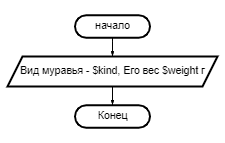 начало
Вид муравья - $kind, Его вес $weight г
Конец